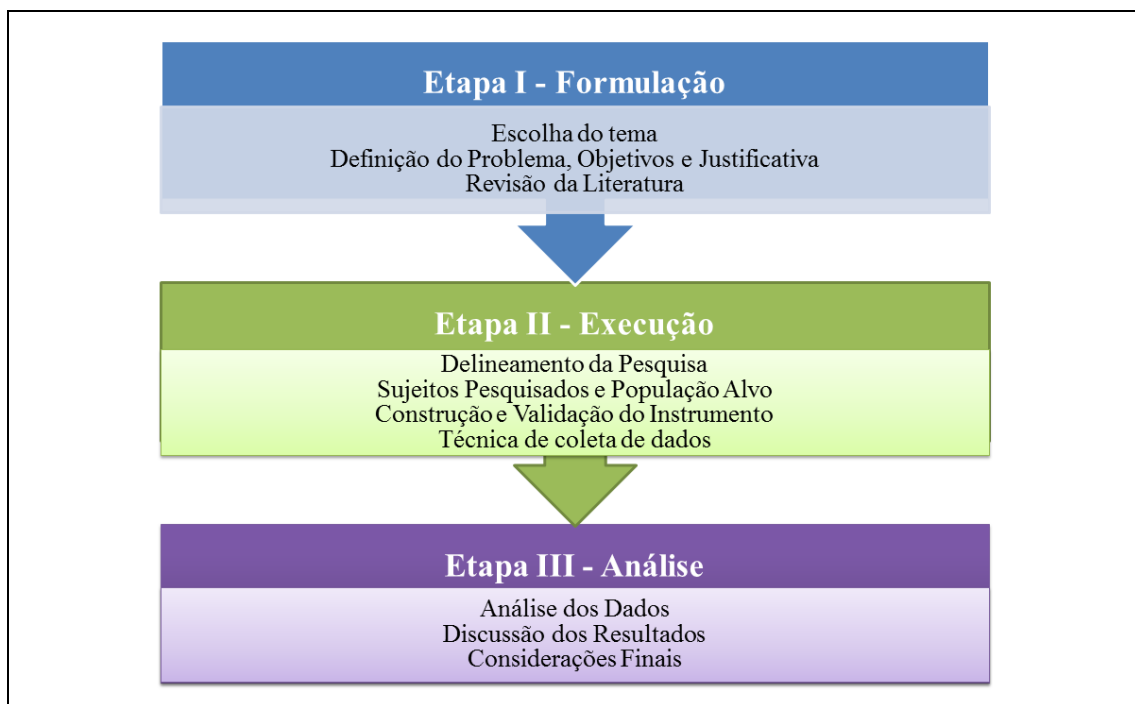 Etapa I - Formulação
Escolha do tema
Definição do Problema, Objetivos e Justificativa
Revisão da Literatura
Etapa II - Execução
Delineamento da Pesquisa
Sujeitos Pesquisados e População Alvo
Construção e Validação do Instrumento
Técnica de coleta de dados
Etapa III - Análise
Análise dos Dados
Discussão dos Resultados
Considerações Finais